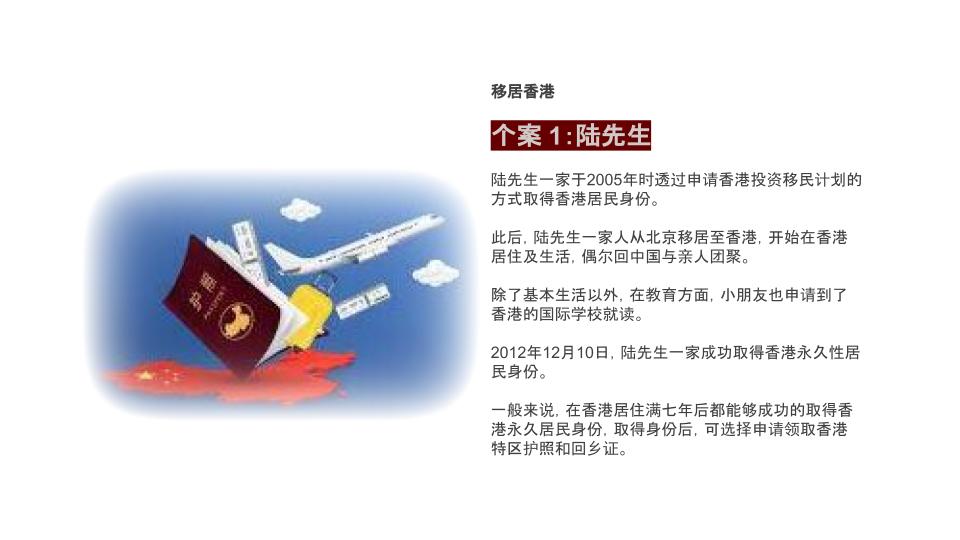 移居香港
个案 1：陆先生
陆先生一家于2005年时透过申请香港投资移民计划的
方式取得香港居民身份。
此后，陆先生一家人从北京移居至香港，开始在香港
居住及生活，偶尔回中国与亲人团聚。
除了基本生活以外，在教育方面，小朋友也申请到了
香港的国际学校就读。
2012年12月10日，陆先生一家成功取得香港永久性居
民身份。
一般来说，在香港居住满七年后都能够成功的取得香
港永久居民身份，取得身份后，可选择申请领取香港
特区护照和回乡证。
护照